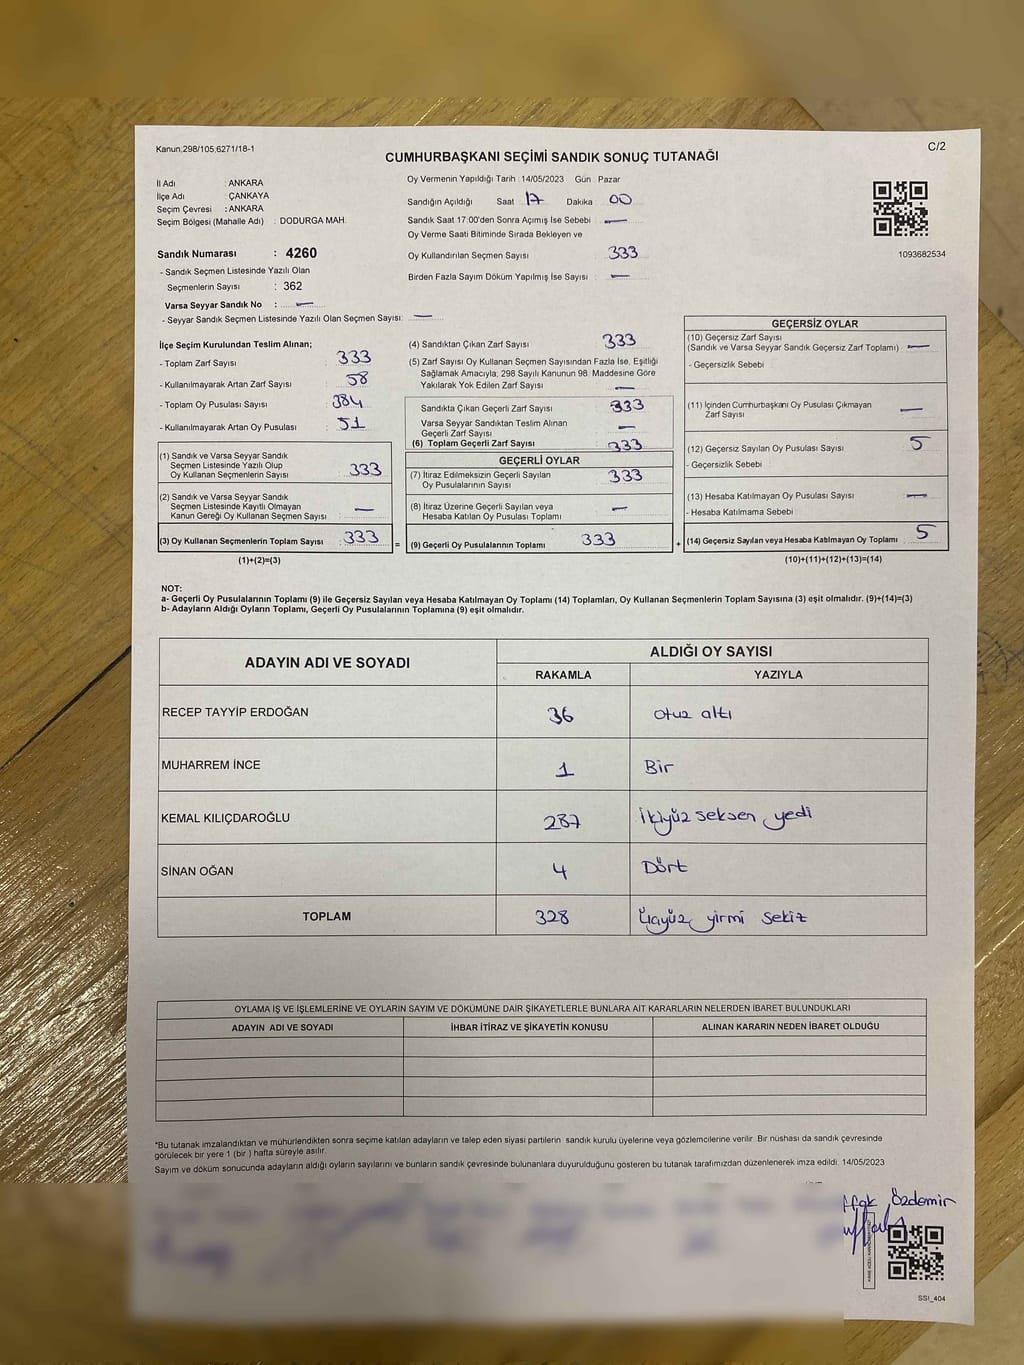 Kanun:298/105;6271/18-1
C/2
CUMHURBAŞKANI SEÇİMİ SANDIK SONUÇ TUTANAĞI
İl Adı : ANKARA
İlçe Adı : ÇANKAYA
Seçim Çevresi : ANKARA
Seçim Bölgesi (Mahalle Adı) : DODURGA MAH.
Sandık Numarası : 4260
- Sandık Seçmen Listesinde Yazılı Olan
Seçmenlerin Sayısı : 362
Varsa Seyyar Sandık No : —
- Seyyar Sandık Seçmen Listesinde Yazılı Olan Seçmen Sayısı: —
Oy Vermenin Yapıldığı Tarih :14/05/2023 Gün : Pazar
Sandığın Açıldığı Saat 17 Dakika 00
Sandık Saat 17:00'den Sonra Açımış İse Sebebi : —
Oy Verme Saati Bitiminde Sırada Bekleyen ve
Oy Kullandırılan Seçmen Sayısı : 333
Birden Fazla Sayım Döküm Yapılmış İse Sayısı : —
1093682534
İlçe Seçim Kurulundan Teslim Alınan;
- Toplam Zarf Sayısı : 333
- Kullanılmayarak Artan Zarf Sayısı : 58
- Toplam Oy Pusulası Sayısı : 384
- Kullanılmayarak Artan Oy Pusulası : 51
(1) Sandık ve Varsa Seyyar Sandık
Seçmen Listesinde Yazılı Olup
Oy Kullanan Seçmenlerin Sayısı : 333
(2) Sandık ve Varsa Seyyar Sandık
Seçmen Listesinde Kayıtlı Olmayan
Kanun Gereği Oy Kullanan Seçmen Sayısı : —
(3) Oy Kullanan Seçmenlerin Toplam Sayısı : 333
(1)+(2)=(3)
=
(4) Sandıktan Çıkan Zarf Sayısı : 333
(5) Zarf Sayısı Oy Kullanan Seçmen Sayısından Fazla İse, Eşitliği
Sağlamak Amacıyla; 298 Sayılı Kanunun 98. Maddesine Göre
Yakılarak Yok Edilen Zarf Sayısı : —
Sandıkta Çıkan Geçerli Zarf Sayısı : 333
Varsa Seyyar Sandıktan Teslim Alınan
Geçerli Zarf Sayısı : —
(6) Toplam Geçerli Zarf Sayısı : 333
GEÇERLİ OYLAR
(7) İtiraz Edilmeksizin Geçerli Sayılan
Oy Pusulalarının Sayısı : 333
(8) İtiraz Üzerine Geçerli Sayılan veya
Hesaba Katılan Oy Pusulası Toplamı : —
(9) Geçerli Oy Pusulalarının Toplamı : 333
+
GEÇERSİZ OYLAR
(10) Geçersiz Zarf Sayısı
(Sandık ve Varsa Seyyar Sandık Geçersiz Zarf Toplamı) : —
- Geçersizlik Sebebi :
(11) İçinden Cumhurbaşkanı Oy Pusulası Çıkmayan
Zarf Sayısı : —
(12) Geçersiz Sayılan Oy Pusulası Sayısı : 5
- Geçersizlik Sebebi :
(13) Hesaba Katılmayan Oy Pusulası Sayısı : —
- Hesaba Katılmama Sebebi :
(14) Geçersiz Sayılan veya Hesaba Katılmayan Oy Toplamı : 5
(10)+(11)+(12)+(13)=(14)
NOT:
a- Geçerli Oy Pusulalarının Toplamı (9) ile Geçersiz Sayılan veya Hesaba Katılmayan Oy Toplamı (14) Toplamları, Oy Kullanan Seçmenlerin Toplam Sayısına (3) eşit olmalıdır. (9)+(14)=(3)
b- Adayların Aldığı Oyların Toplamı, Geçerli Oy Pusulalarının Toplamına (9) eşit olmalıdır.
ADAYIN ADI VE SOYADI
ALDIĞI OY SAYISI
RAKAMLA YAZIYLA
RECEP TAYYİP ERDOĞAN 36 otuz altı
MUHARREM İNCE 1 Bir
KEMAL KILIÇDAROĞLU 287 İkiyüz seksen yedi
SİNAN OĞAN 4 Dört
TOPLAM 328 Üçyüz yirmi sekiz
OYLAMA İŞ VE İŞLEMLERİNE VE OYLARIN SAYIM VE DÖKÜMÜNE DAİR ŞİKAYETLERLE BUNLARA AİT KARARLARIN NELERDEN İBARET BULUNDUKLARI
ADAYIN ADI VE SOYADI İHBAR İTİRAZ VE ŞİKAYETİN KONUSU ALINAN KARARIN NEDEN İBARET OLDUĞU
*Bu tutanak imzalandıktan ve mühürlendikten sonra seçime katılan adayların ve talep eden siyasi partilerin sandık kurulu üyelerine veya gözlemcilerine verilir. Bir nüshası da sandık çevresinde
görülecek bir yere 1 (bir ) hafta süreyle asılır.
Sayım ve döküm sonucunda adayların aldığı oyların sayılarını ve bunların sandık çevresinde bulunanlara duyurulduğunu gösteren bu tutanak tarafımızdan düzenlenerek imza edildi. 14/05/2023
Özdemir
SSI_404